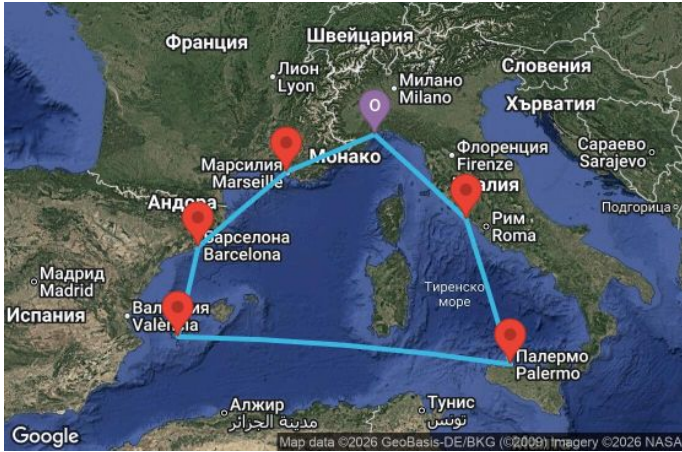 Франция
Швейцария
Лион
Lyon
Милано
Milano
Словения
Хърватия
O
Марсилия
Marseille
Монако
Флоренция
Firenze
Сараево
Sarajevo
Андора
Подгорица
Рим
Roma
Барселона
Barcelona
Мадрид
Madrid
Испания
València
Тиренско
море
Палермо
Palermo
Алжир
مدينة الجزائر
Тунис
تونس
Google
Map data ©2026 GeoBasis-DE/BKG (©2009) Imagery ©2026 NASA